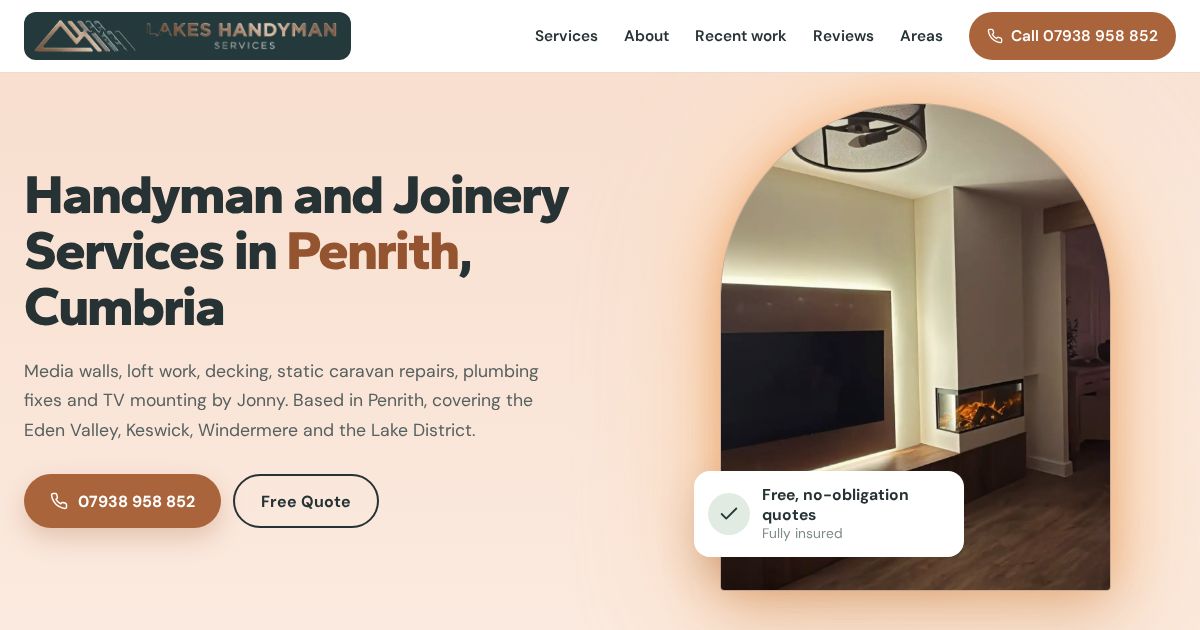 LAKES HANDYMAN
SERVICES
Services
About
Recent work
Reviews
Areas
Call 07938 958 852
Handyman and Joinery
Services in Penrith,
Cumbria
Media walls, loft work, decking, static caravan repairs, plumbing
fixes and TV mounting by Jonny. Based in Penrith, covering the
Eden Valley, Keswick, Windermere and the Lake District.
07938 958 852
Free Quote
Free, no-obligation
quotes
Fully insured